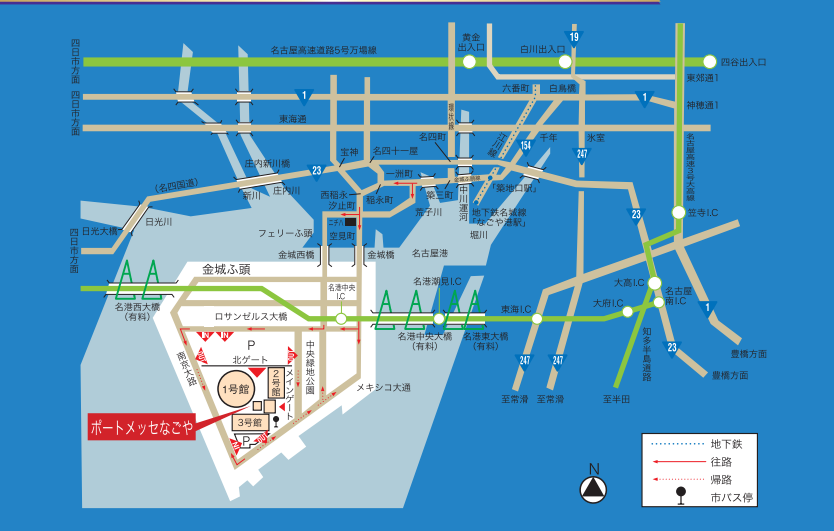 四日市方面
名古屋高速道路5号万場線
黄金
出入口
白川出入口
19
四谷出入口
東郊通1
四日市方面
1
六番町
白鳥橋
1
神穂通1
東海通
環状線
江川線
千年
氷室
名古屋高速3号大高線
名四町
154
247
宝神
名四十一屋
庄内新川橋
23
一洲町
(名四国道)
新川
庄内川
西稲永
汐止町
稲永町
築三町
金城ふ頭線
中川運河
「築地口駅」
荒子川
地下鉄名城線
「なごや港駅」
堀川
23
笠寺I.C
日光大橋
日光川
四日市方面
フェリーふ頭
空見町
金城西橋
金城橋
名古屋港
金城ふ頭
名港中央
I.C
名港潮見I.C
大高I.C
名古屋
南I.C
名港西大橋
(有料)
ロサンゼルス大橋
名港中央大橋
(有料)
名港東大橋
(有料)
東海I.C
大府I.C
1
P
北ゲート
南京大路
中央緑地公園
メインゲート
メキシコ大通
1号館
2号館
3号館
P
ポートメッセなごや
247
247
知多半島道路
23
豊橋方面
豊橋方面
至常滑
至常滑
至半田
N
地下鉄
往路
帰路
市バス停